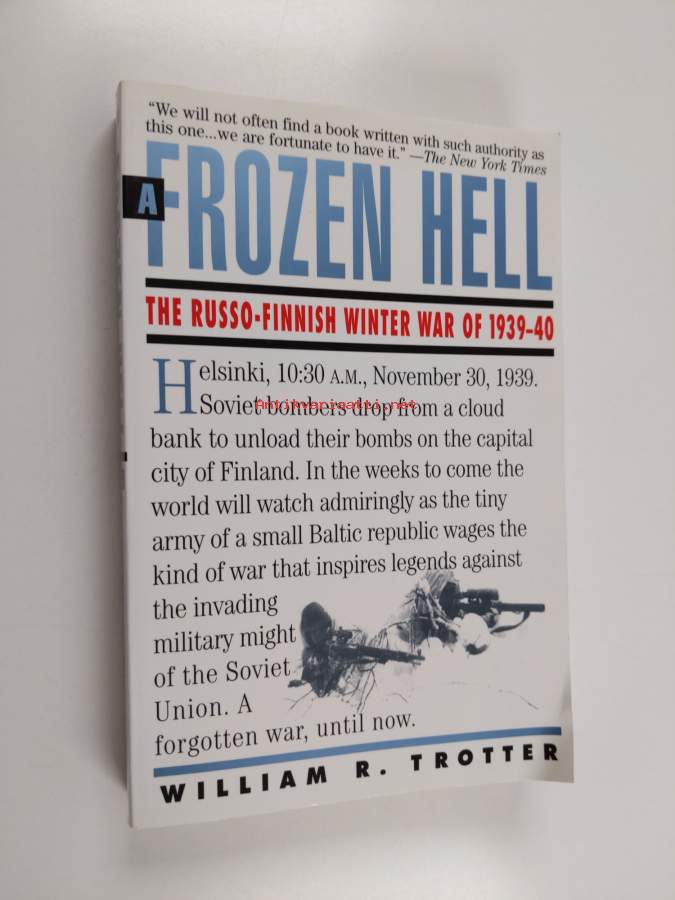 "We will not often find a book written with such authority as
this one...we are fortunate to have it." —The New York Times
A
FROZEN HELL
THE RUSSO-FINNISH WINTER WAR OF 1939–40
Helsinki, 10:30 A.M., November 30, 1939.
Soviet bombers drop from a cloud
Antikvariaatti.net
bank to unload their bombs on the capital
city of Finland. In the weeks to come the
world will watch admiringly as the tiny
army of a small Baltic republic wages the
kind of war that inspires legends against
the invading
military might
of the Soviet
Union. A
forgotten war, until now.
WILLIAM R. TROTTER